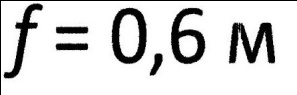 f = 0,6 м